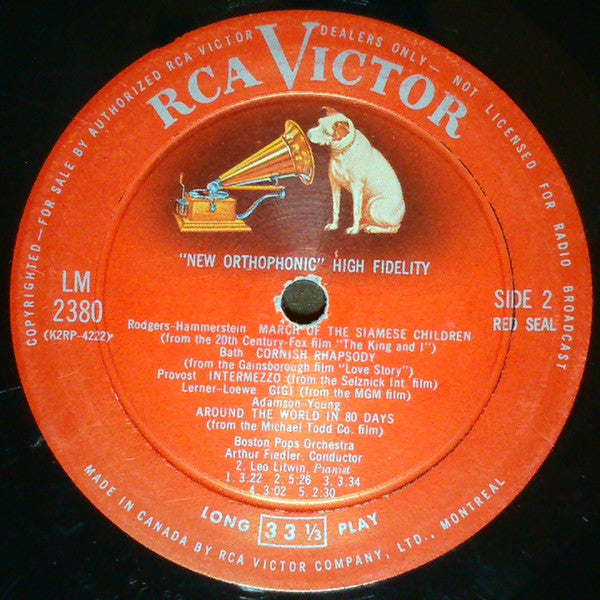 RCA VICTOR
COPYRIGHTED—FOR SALE BY AUTHORIZED RCA VICTOR DEALERS ONLY—NOT LICENSED FOR RADIO BROADCAST
"NEW ORTHOPHONIC" HIGH FIDELITY
LM
2380
(K2RP-4222)
SIDE 2
RED SEAL
Rodgers-Hammerstein MARCH OF THE SIAMESE CHILDREN
(from the 20th Century-Fox film "The King and I")
Bath CORNISH RHAPSODY
(from the Gainsborough film "Love Story")
Provost INTERMEZZO (from the Selznick Int film)
Lerner-Loewe GIGI (from the MGM film)
Adamson-Young
AROUND THE WORLD IN 80 DAYS
(from the Michael Todd Co. film)
Boston Pops Orchestra
Arthur Fiedler, Conductor
2. Leo Litwin, Pianist
1. 3:22 2. 5:26 3. 3.34
4. 3:02 5. 2:30
LONG 33 1/3 PLAY
MADE IN CANADA BY RCA VICTOR COMPANY, LTD., MONTREAL